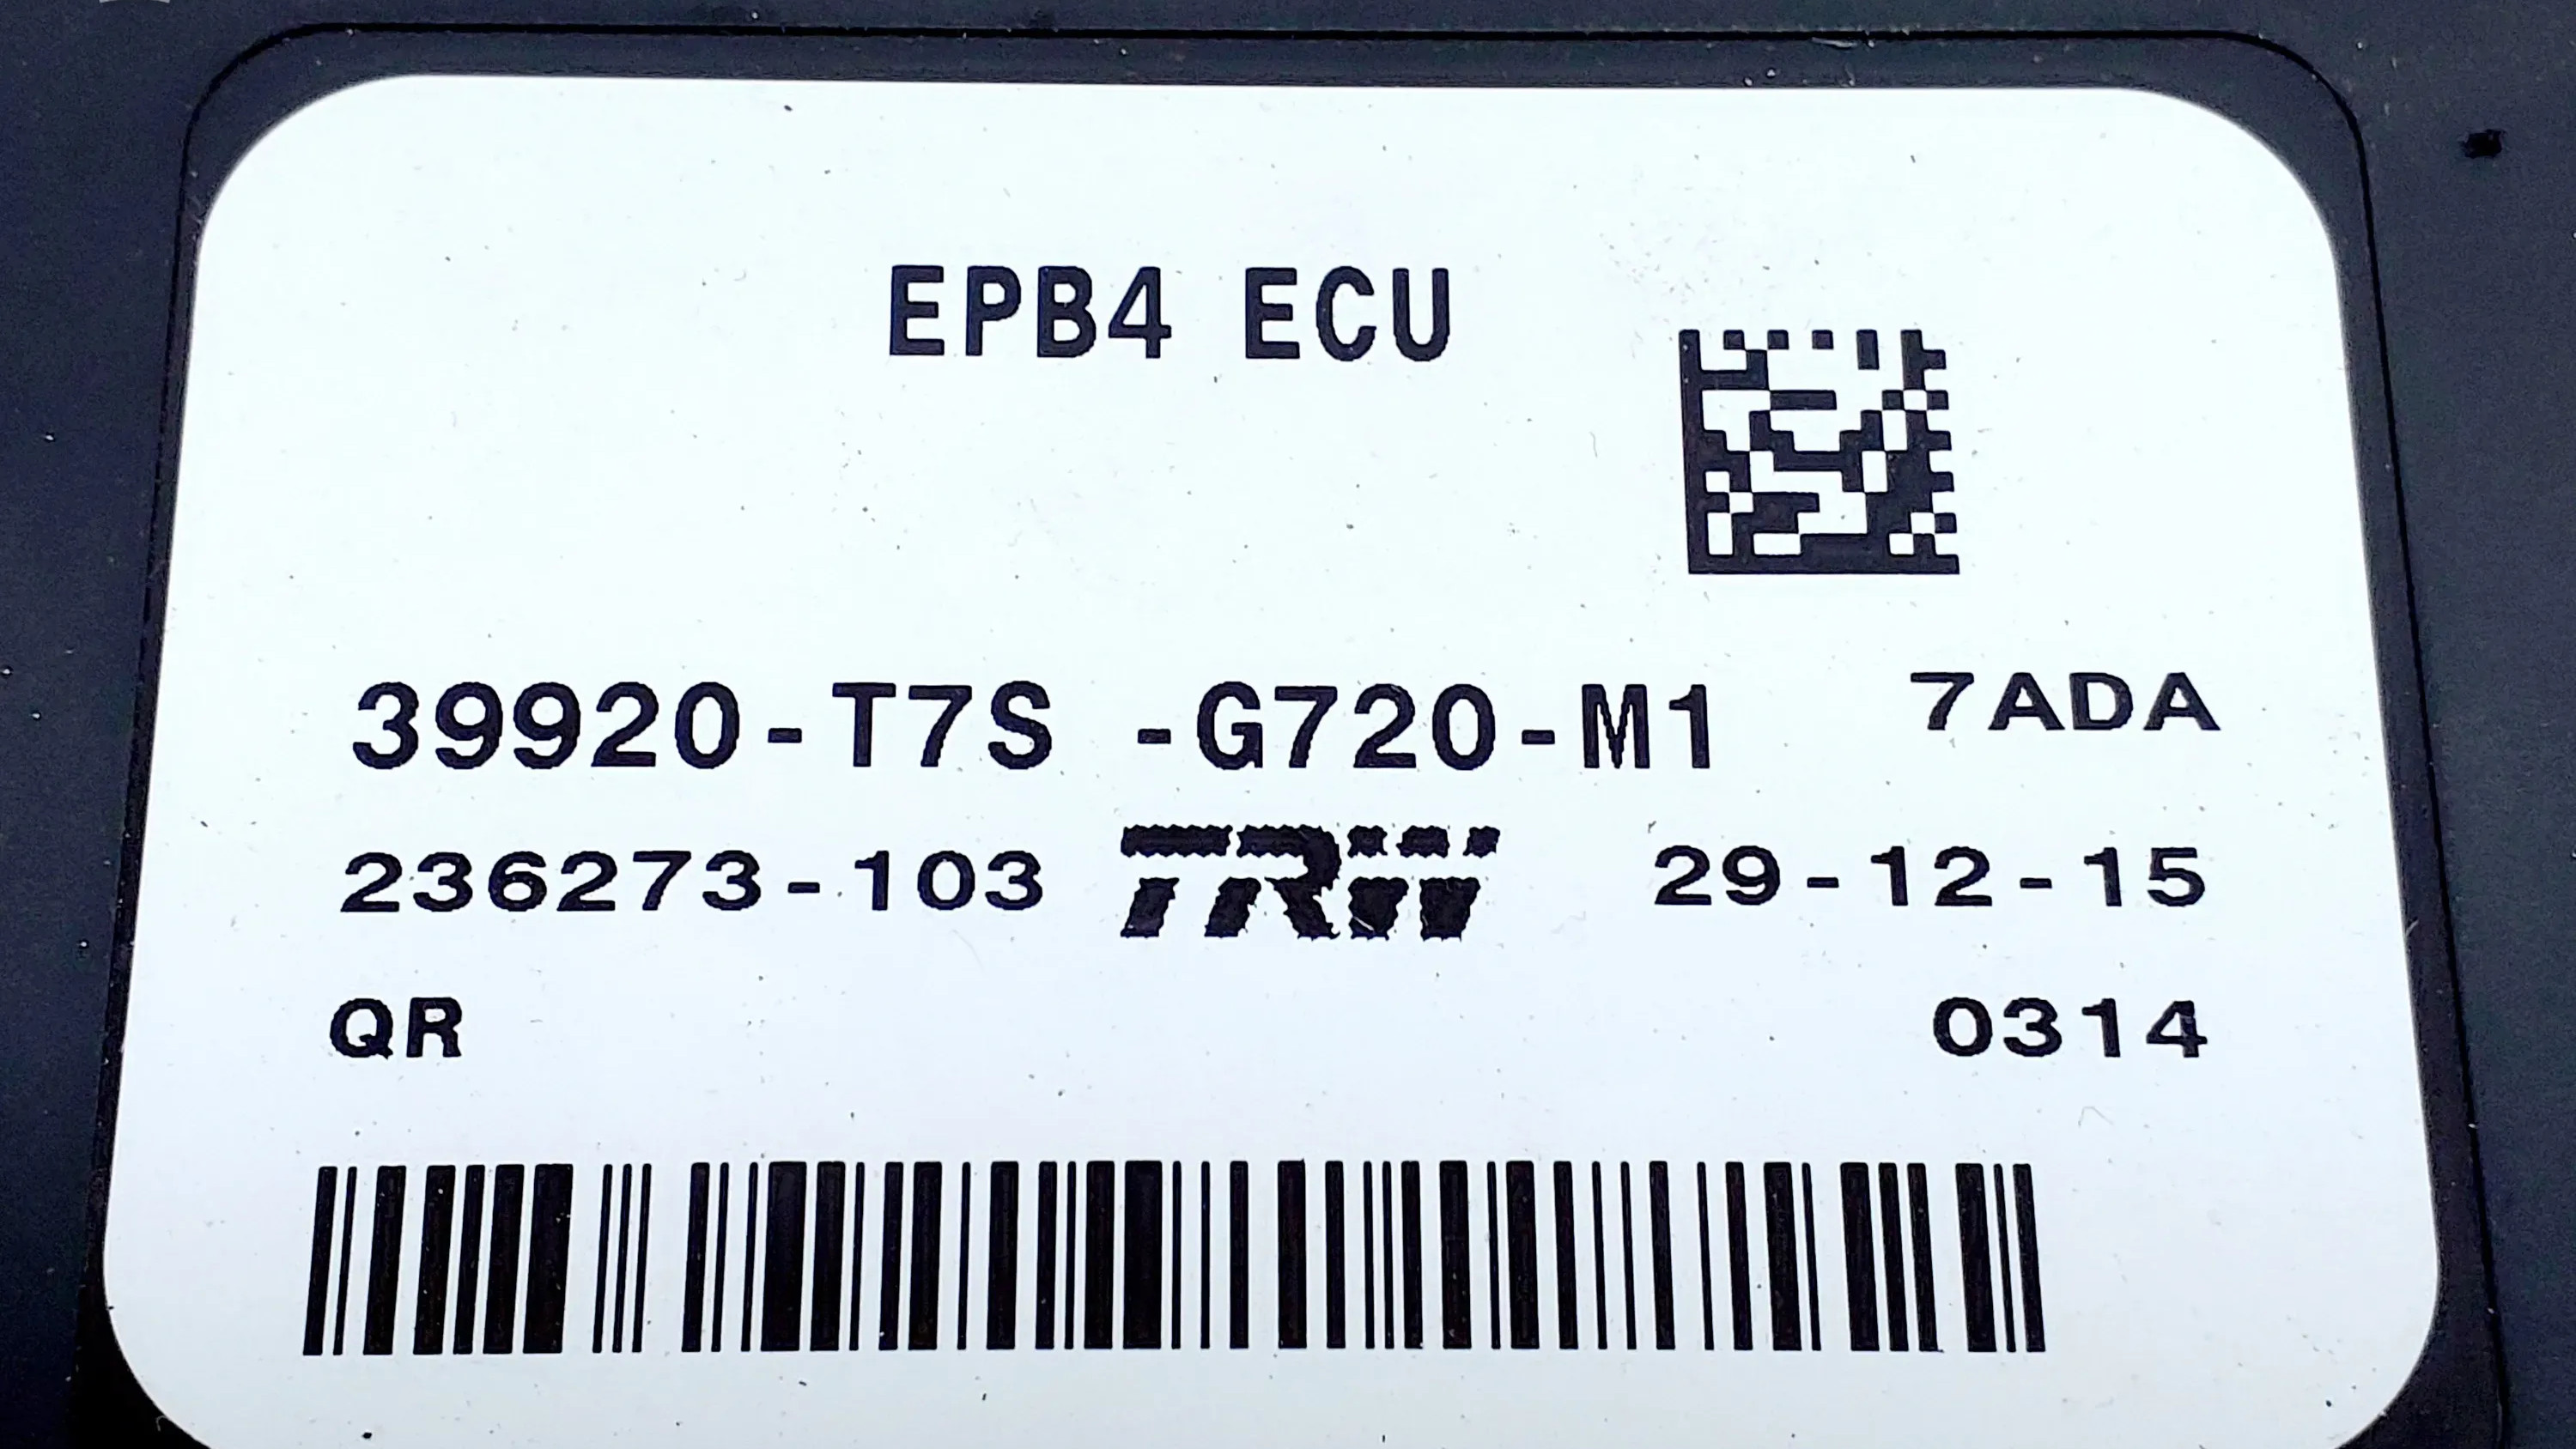 EPB4 ECU
39920-T7S -G720-M1 7ADA
236273-103 TRW 29-12-15
QR 0314